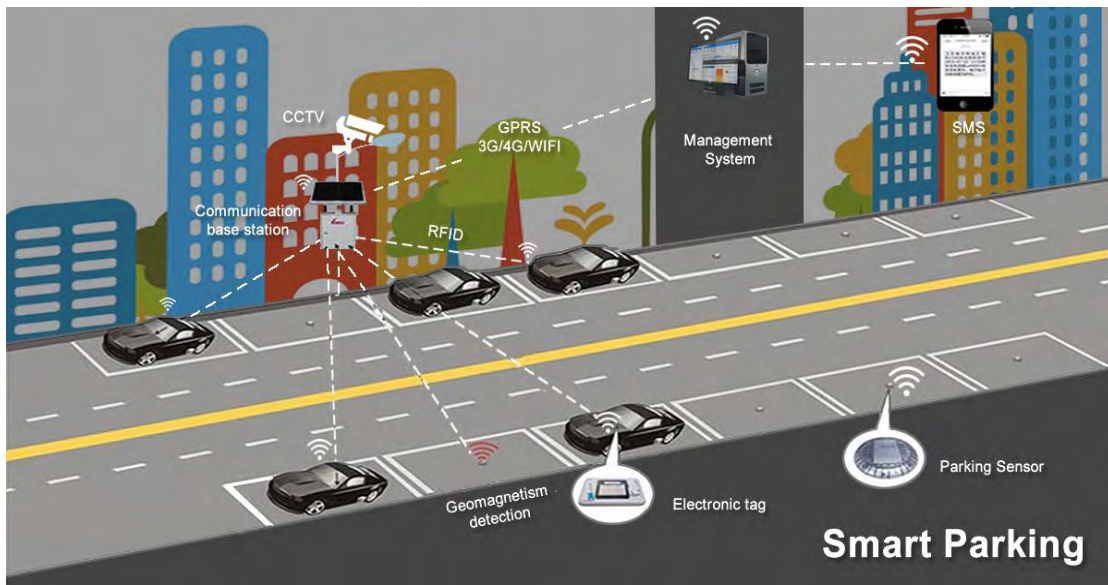 CCTV
GPRS
3G/4G/WIFI
Management
System
SMS
Communication
base station
RFID
Geomagnetism
detection
Electronic tag
Parking Sensor
Smart Parking